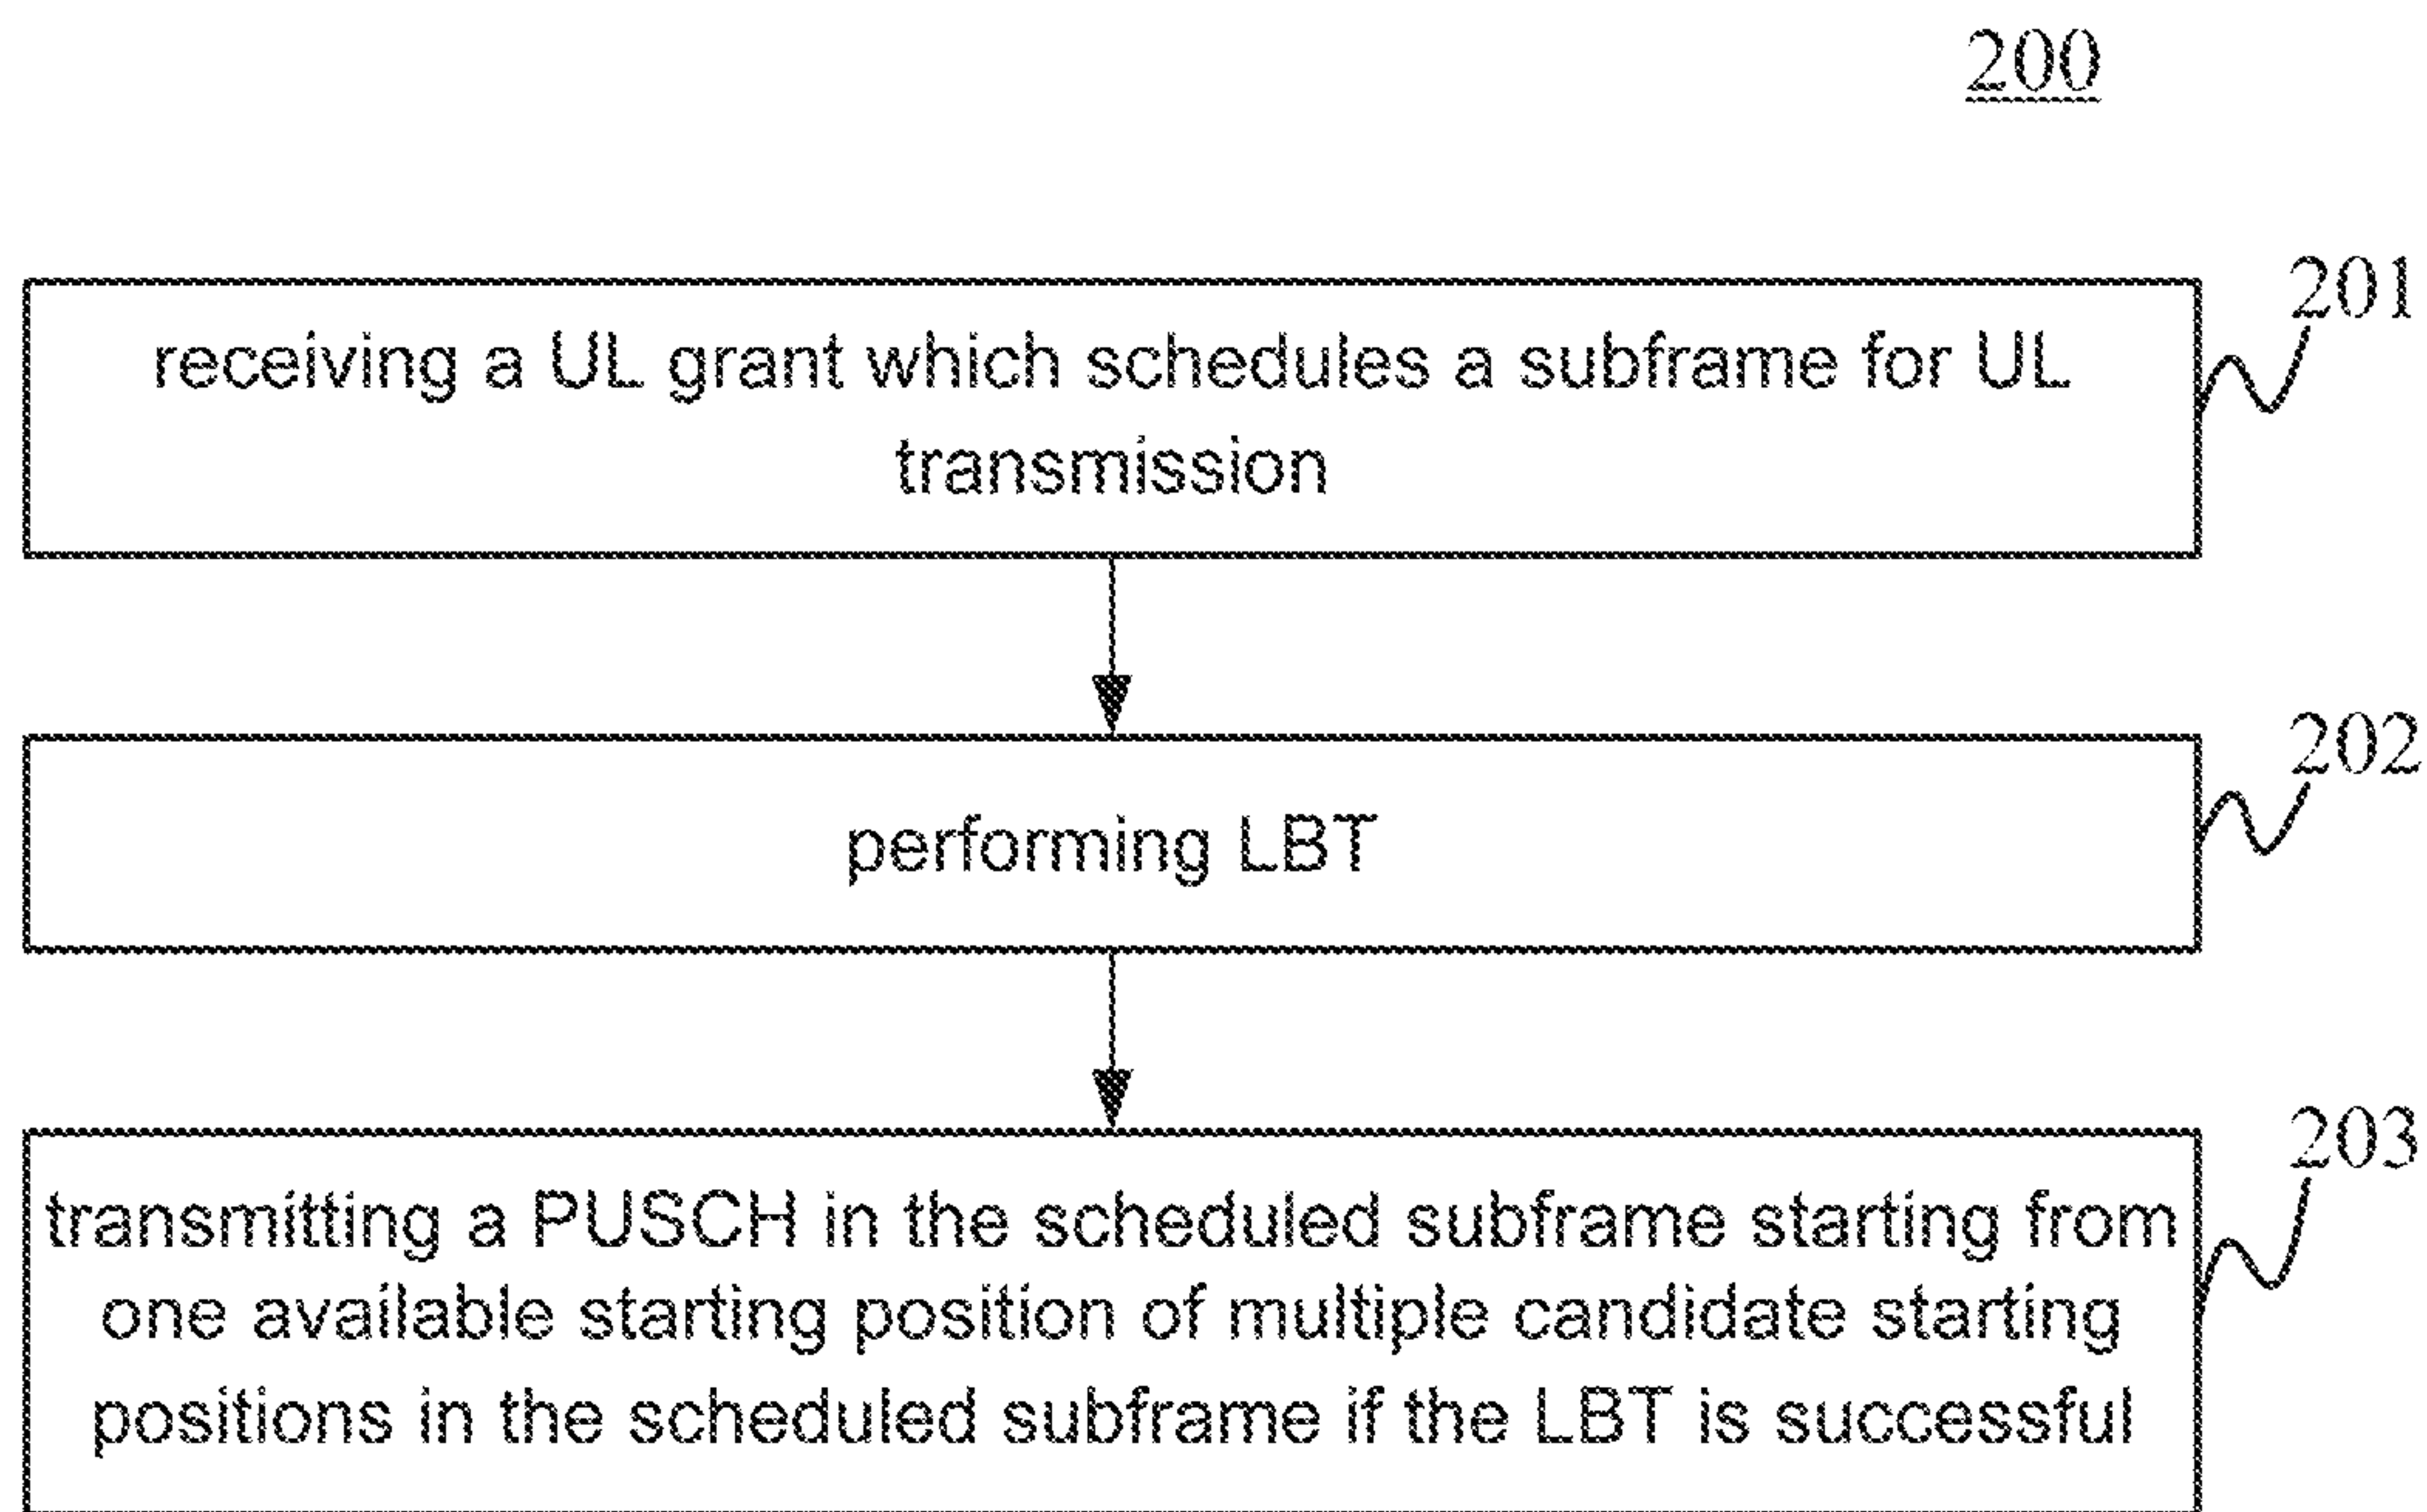 200
201
receiving a UL grant which schedules a subframe for UL
transmission
202
performing LBT
203
transmitting a PUSCH in the scheduled subframe starting from
one available starting position of multiple candidate starting
positions in the scheduled subframe if the LBT is successful